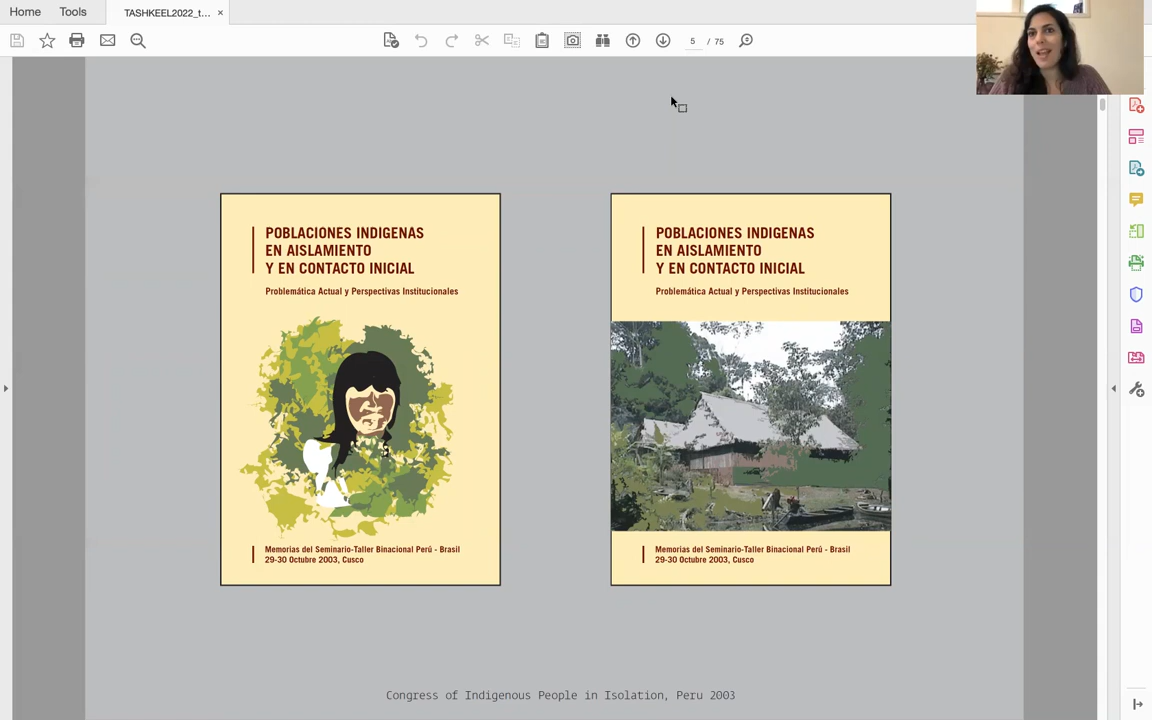 Home
Tools
TASHKEEL2022_t...
5 / 75
POBLACIONES INDIGENAS
EN AISLAMIENTO
Y EN CONTACTO INICIAL
Problemática Actual y Perspectivas Institucionales
Memorias del Seminario-Taller Binacional Perú - Brasil
29-30 Octubre 2003, Cusco
POBLACIONES INDIGENAS
EN AISLAMIENTO
Y EN CONTACTO INICIAL
Problemática Actual y Perspectivas Institucionales
Memorias del Seminario-Taller Binacional Perú - Brasil
29-30 Octubre 2003, Cusco
Congress of Indigenous People in Isolation, Peru 2003